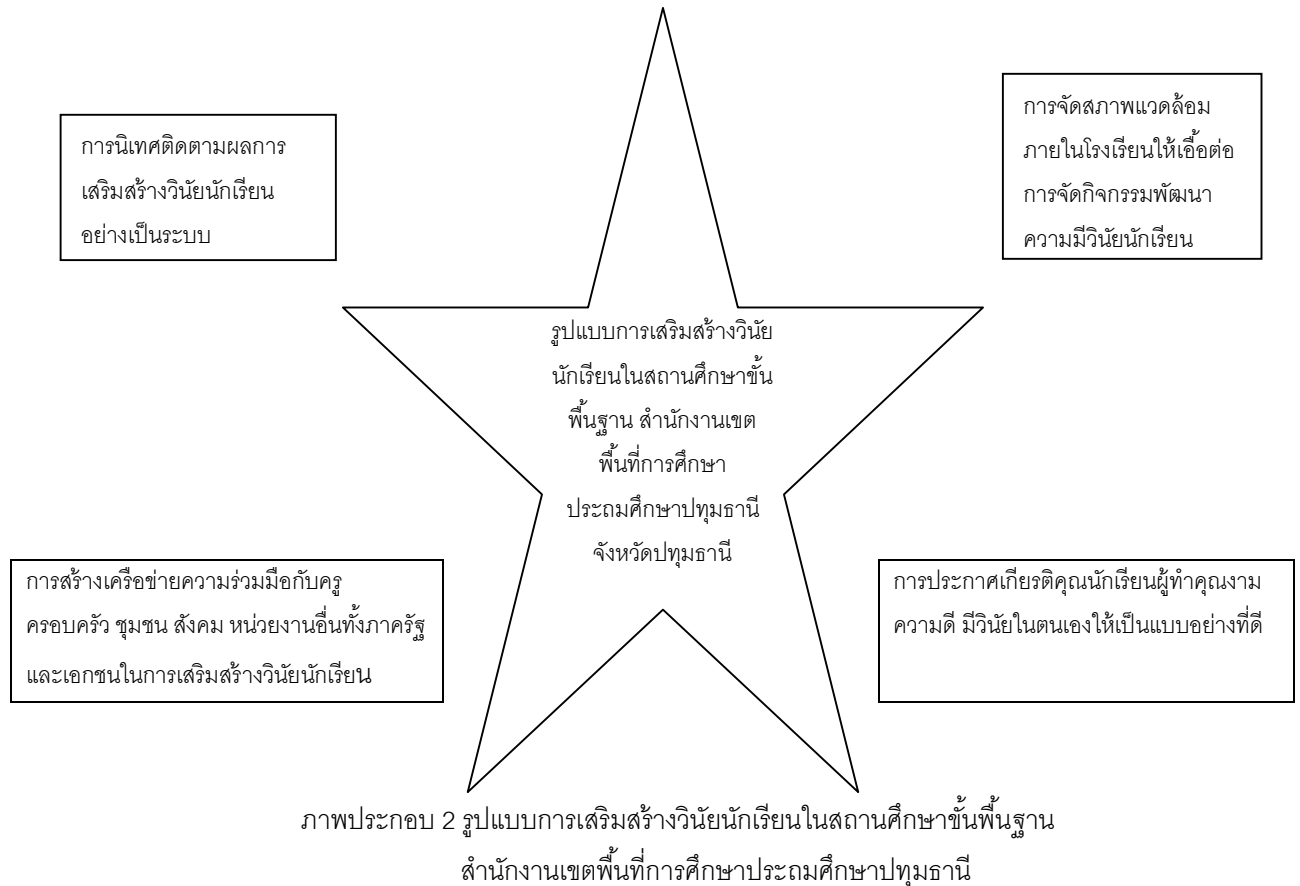 การนิเทศติดตามผลการ
เสริมสร้างวินัยนักเรียน
อย่างเป็นระบบ
การจัดสภาพแวดล้อม
ภายในโรงเรียนให้เอื้อต่อ
การจัดกิจกรรมพัฒนา
ความมีวินัยนักเรียน
รูปแบบการเสริมสร้างวินัย
นักเรียนในสถานศึกษาขั้น
พื้นฐาน สำนักงานเขต
พื้นที่การศึกษา
ประถมศึกษาปทุมธานี
จังหวัดปทุมธานี
การสร้างเครือข่ายความร่วมมือกับครู
ครอบครัว ชุมชน สังคม หน่วยงานอื่นทั้งภาครัฐ
และเอกชนในการเสริมสร้างวินัยนักเรียน
การประกาศเกียรติคุณนักเรียนผู้ทำคุณงาม
ความดี มีวินัยในตนเองให้เป็นแบบอย่างที่ดี
ภาพประกอบ 2 รูปแบบการเสริมสร้างวินัยนักเรียนในสถานศึกษาขั้นพื้นฐาน
สำนักงานเขตพื้นที่การศึกษาประถมศึกษาปทุมธานี